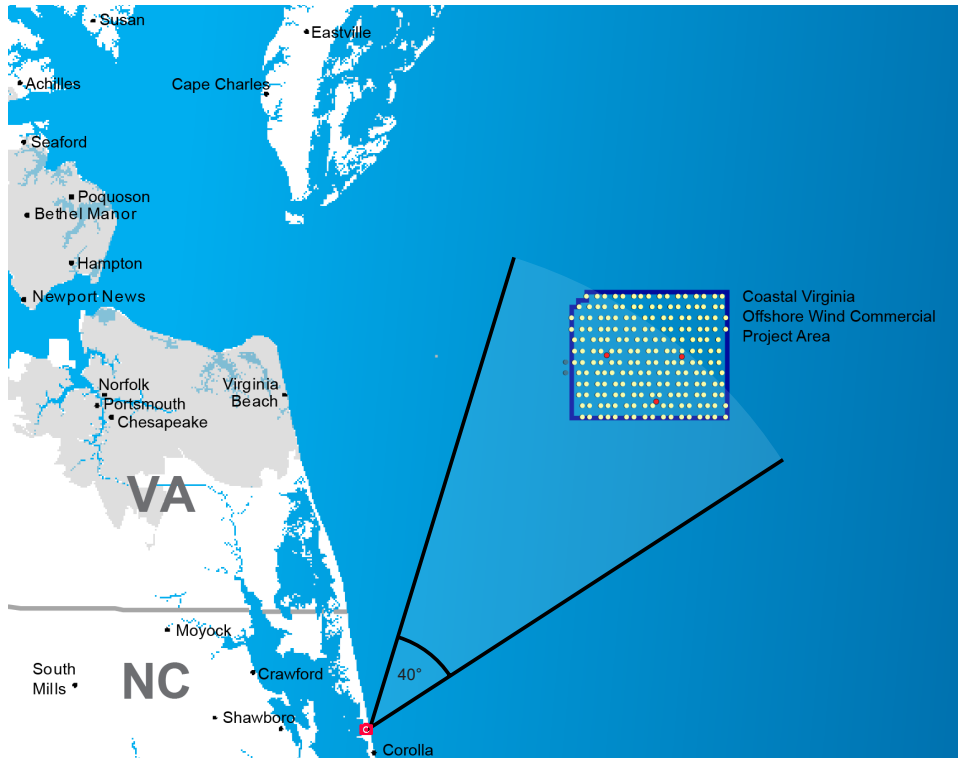 Susan
Eastville
Achilles
Cape Charles
Seaford
Poquoson
Bethel Manor
Hampton
Newport News
Coastal Virginia
Offshore Wind Commercial
Project Area
Norfolk
Portsmouth
Chesapeake
Virginia
Beach
VA
Moyock
South
Mills
NC
Crawford
40°
Shawboro
C
Corolla